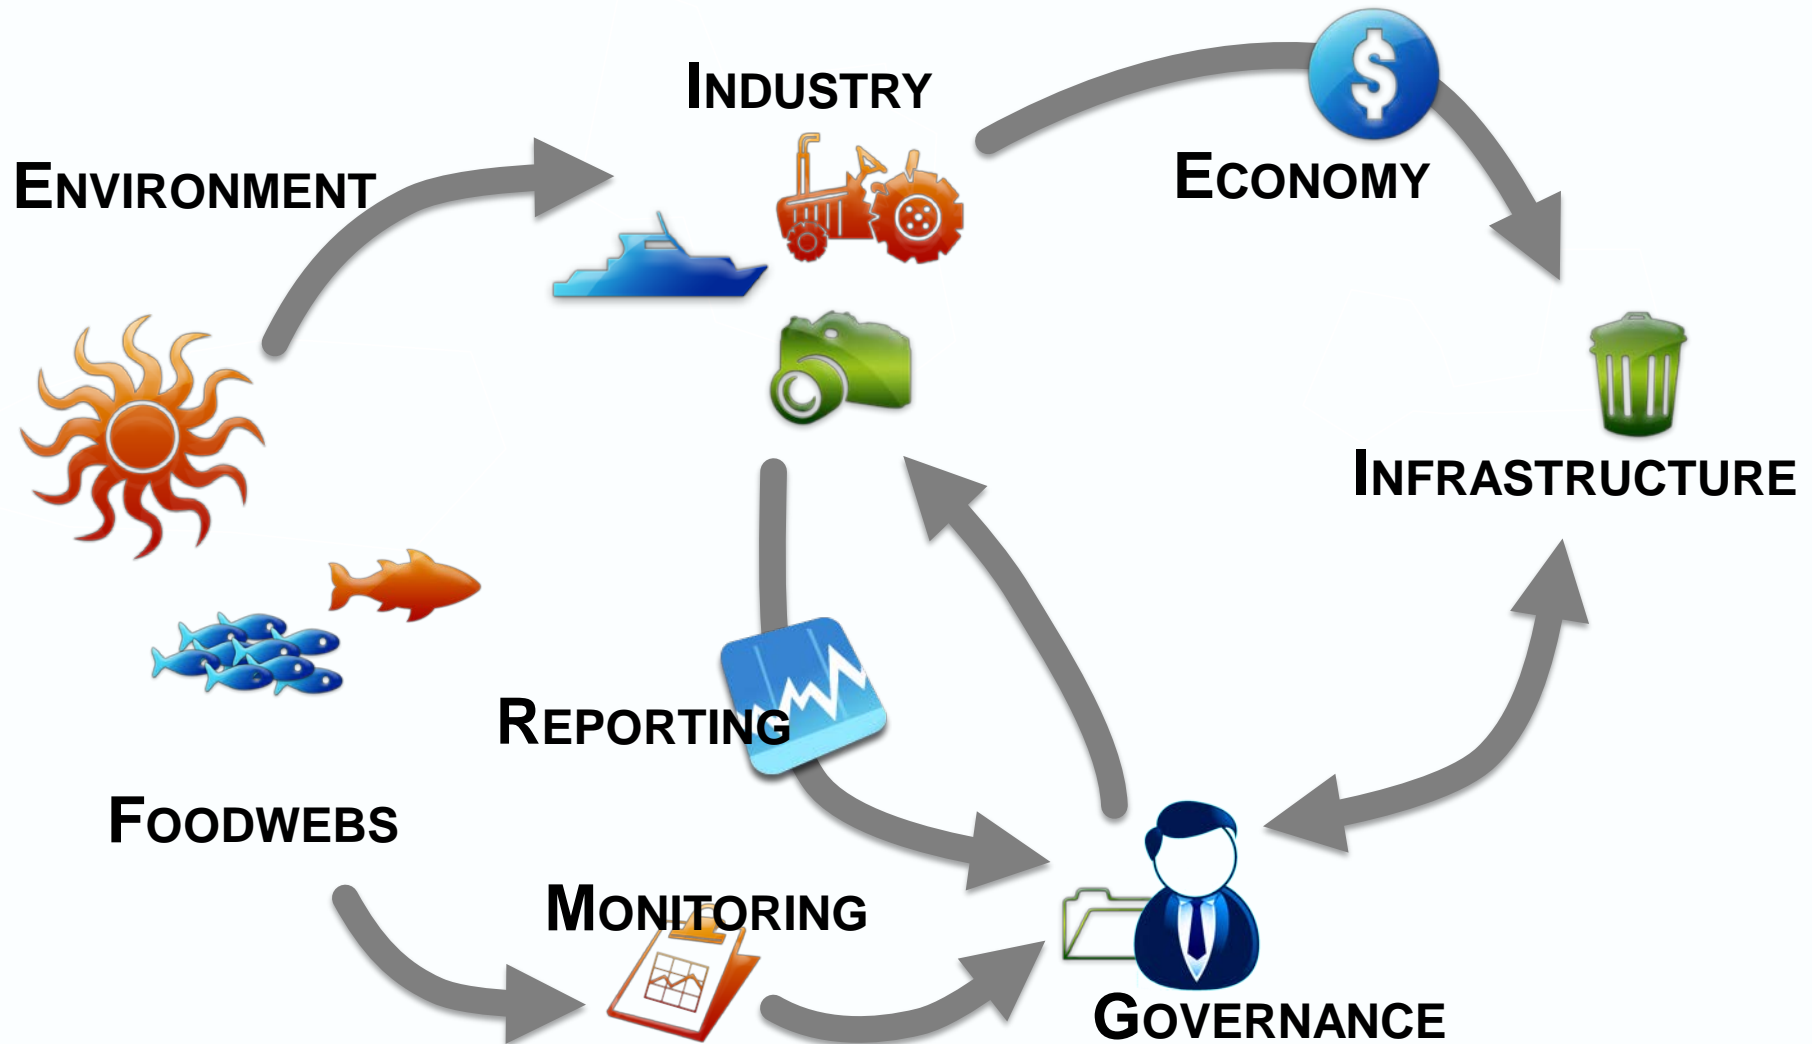 INDUSTRY
$
ECONOMY
ENVIRONMENT
INFRASTRUCTURE
REPORTING
FOODWEBS
MONITORING
GOVERNANCE